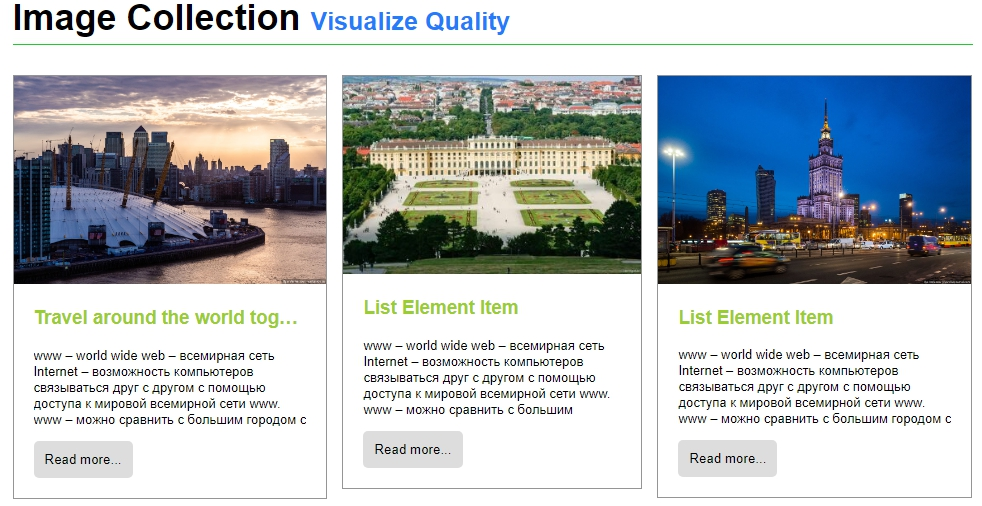 Image Collection Visualize Quality
Travel around the world tog…
www – world wide web – всемирная сеть
Internet – возможность компьютеров
связываться друг с другом с помощью
доступа к мировой всемирной сети www.
www – можно сравнить с большим городом с
Read more...
List Element Item
www – world wide web – всемирная сеть
Internet – возможность компьютеров
связываться друг с другом с помощью
доступа к мировой всемирной сети www.
www – можно сравнить с большим
Read more...
List Element Item
www – world wide web – всемирная сеть
Internet – возможность компьютеров
связываться друг с другом с помощью
доступа к мировой всемирной сети www.
www – можно сравнить с большим городом с
Read more...